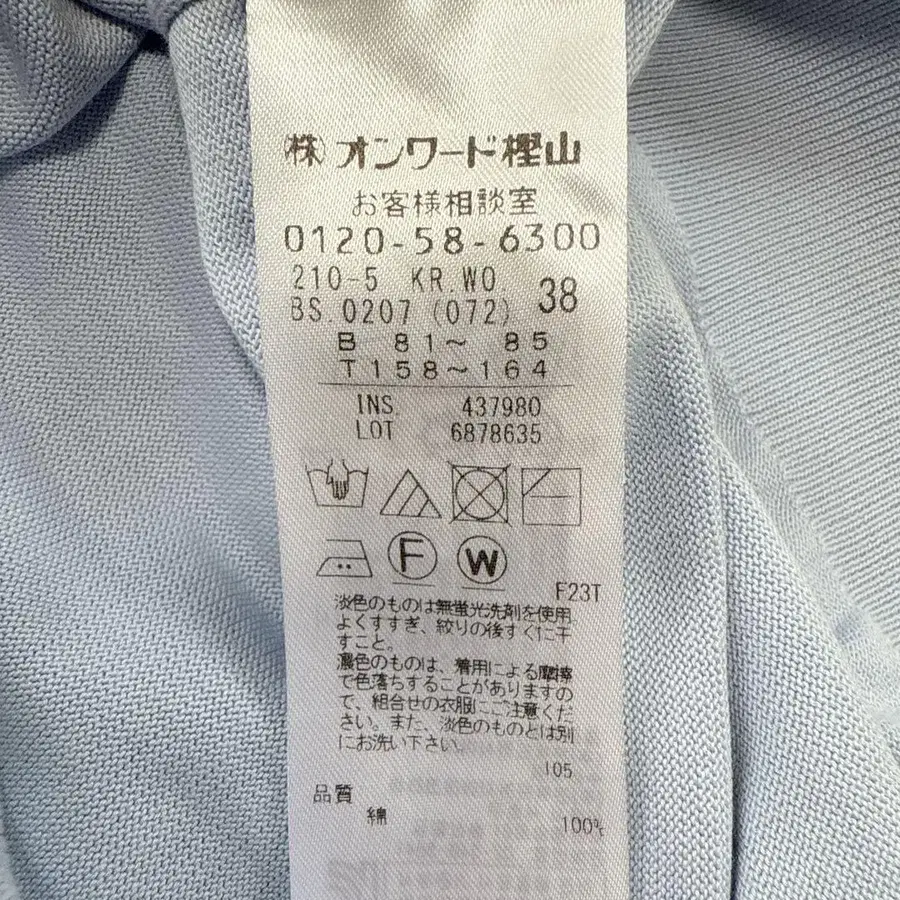 ㈱オンワード樫山
お客様相談室
0120-58-6300
210-5 KR.WO 38
BS.0207 (072)
B 81～ 85
T158～164
INS. 437980
LOT 6878635
F
W
F23T
淡色のものは無蛍光洗剤を使用
よくすすぎ、絞りの後すぐに干
すこと。
濃色のものは、着用による摩擦
で色落ちすることがありますの
で、組合せの衣服にご注意くだ
さい。また、淡色のものとは別
にお洗い下さい。
105
品質
綿 100%